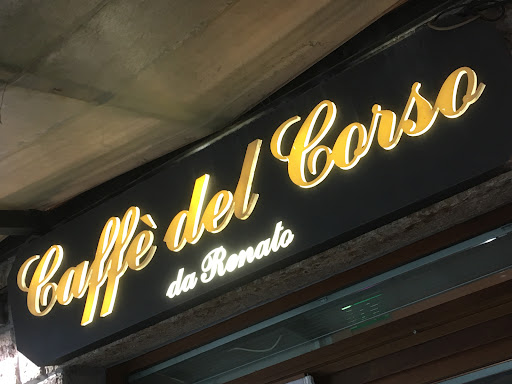 Caffè del Corso
da Renato